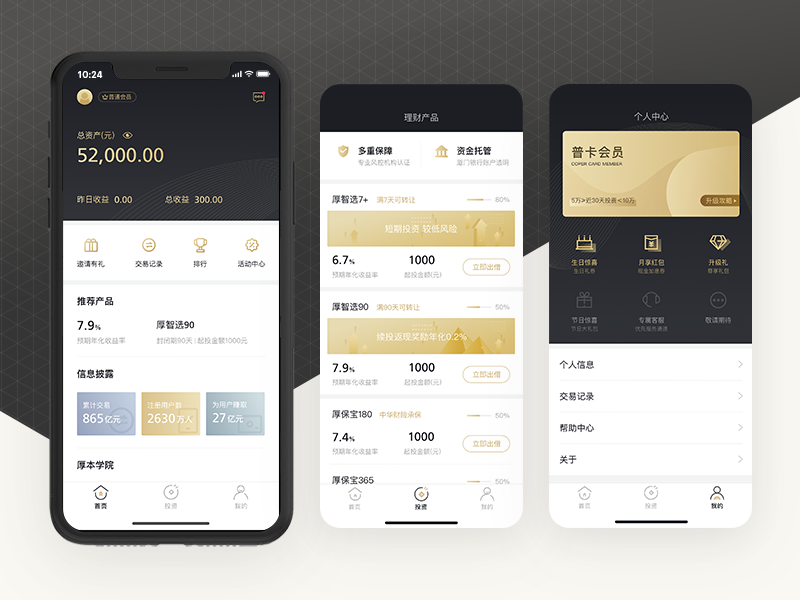 10:24
普通会员
总资产(元)
52,000.00
昨日收益 0.00
总收益 300.00
邀请有礼
交易记录
排行
活动中心
推荐产品
7.9%
厚智选90
预期年化收益率
封闭期90天 | 起投金额1000元
信息披露
累计交易
865亿元
注册用户数
2630万人
为用户赚取
27亿元
厚本学院
首页
投资
我的
理财产品
多重保障
专业风控机构认证
资金托管
厦门银行账户透明
厚智选7+ 满7天可转让
80%
短期投资 较低风险
6.7%
1000
立即出借
预期年化收益率
起投金额(元)
厚智选90 满90天可转让
50%
续投返现奖励年化0.2%
7.9%
1000
立即出借
预期年化收益率
起投金额(元)
厚保宝180 中华财险承保
50%
7.4%
1000
立即出借
预期年化收益率
起投金额(元)
厚保宝365
50%
首页
投资
我的
个人中心
普卡会员
COPER CARD MEMBER
5万≥近30天投资<10万
升级攻略
生日惊喜
生日礼券
月享红包
现金加息券
升级礼
尊享礼包
节日惊喜
节日大礼包
专属客服
优先服务通道
敬请期待
个人信息
交易记录
帮助中心
关于
首页
投资
我的